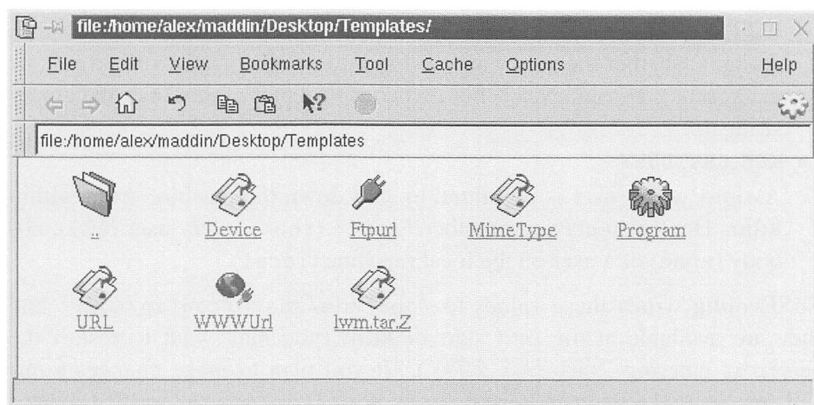 file:/home/alex/maddin/Desktop/Templates/
File Edit View Bookmarks Tool Cache Options Help
file:/home/alex/maddin/Desktop/Templates
.. Device Ftpurl MimeType Program
URL WWWUrl lwm.tar.Z